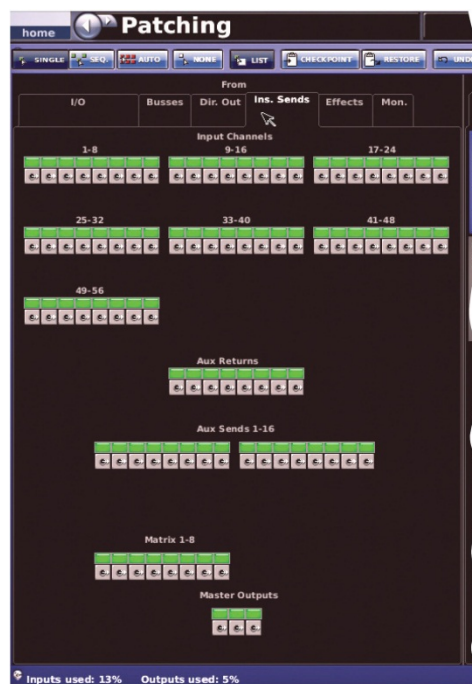 home Patching
SINGLE SEQ. AUTO NONE LIST CHECKPOINT RESTORE UNDO
From
I/O Busses Dir. Out Ins. Sends Effects Mon.
Input Channels
1-8 9-16 17-24
25-32 33-40 41-48
49-56
Aux Returns
Aux Sends 1-16
Matrix 1-8
Master Outputs
Inputs used: 13% Outputs used: 5%